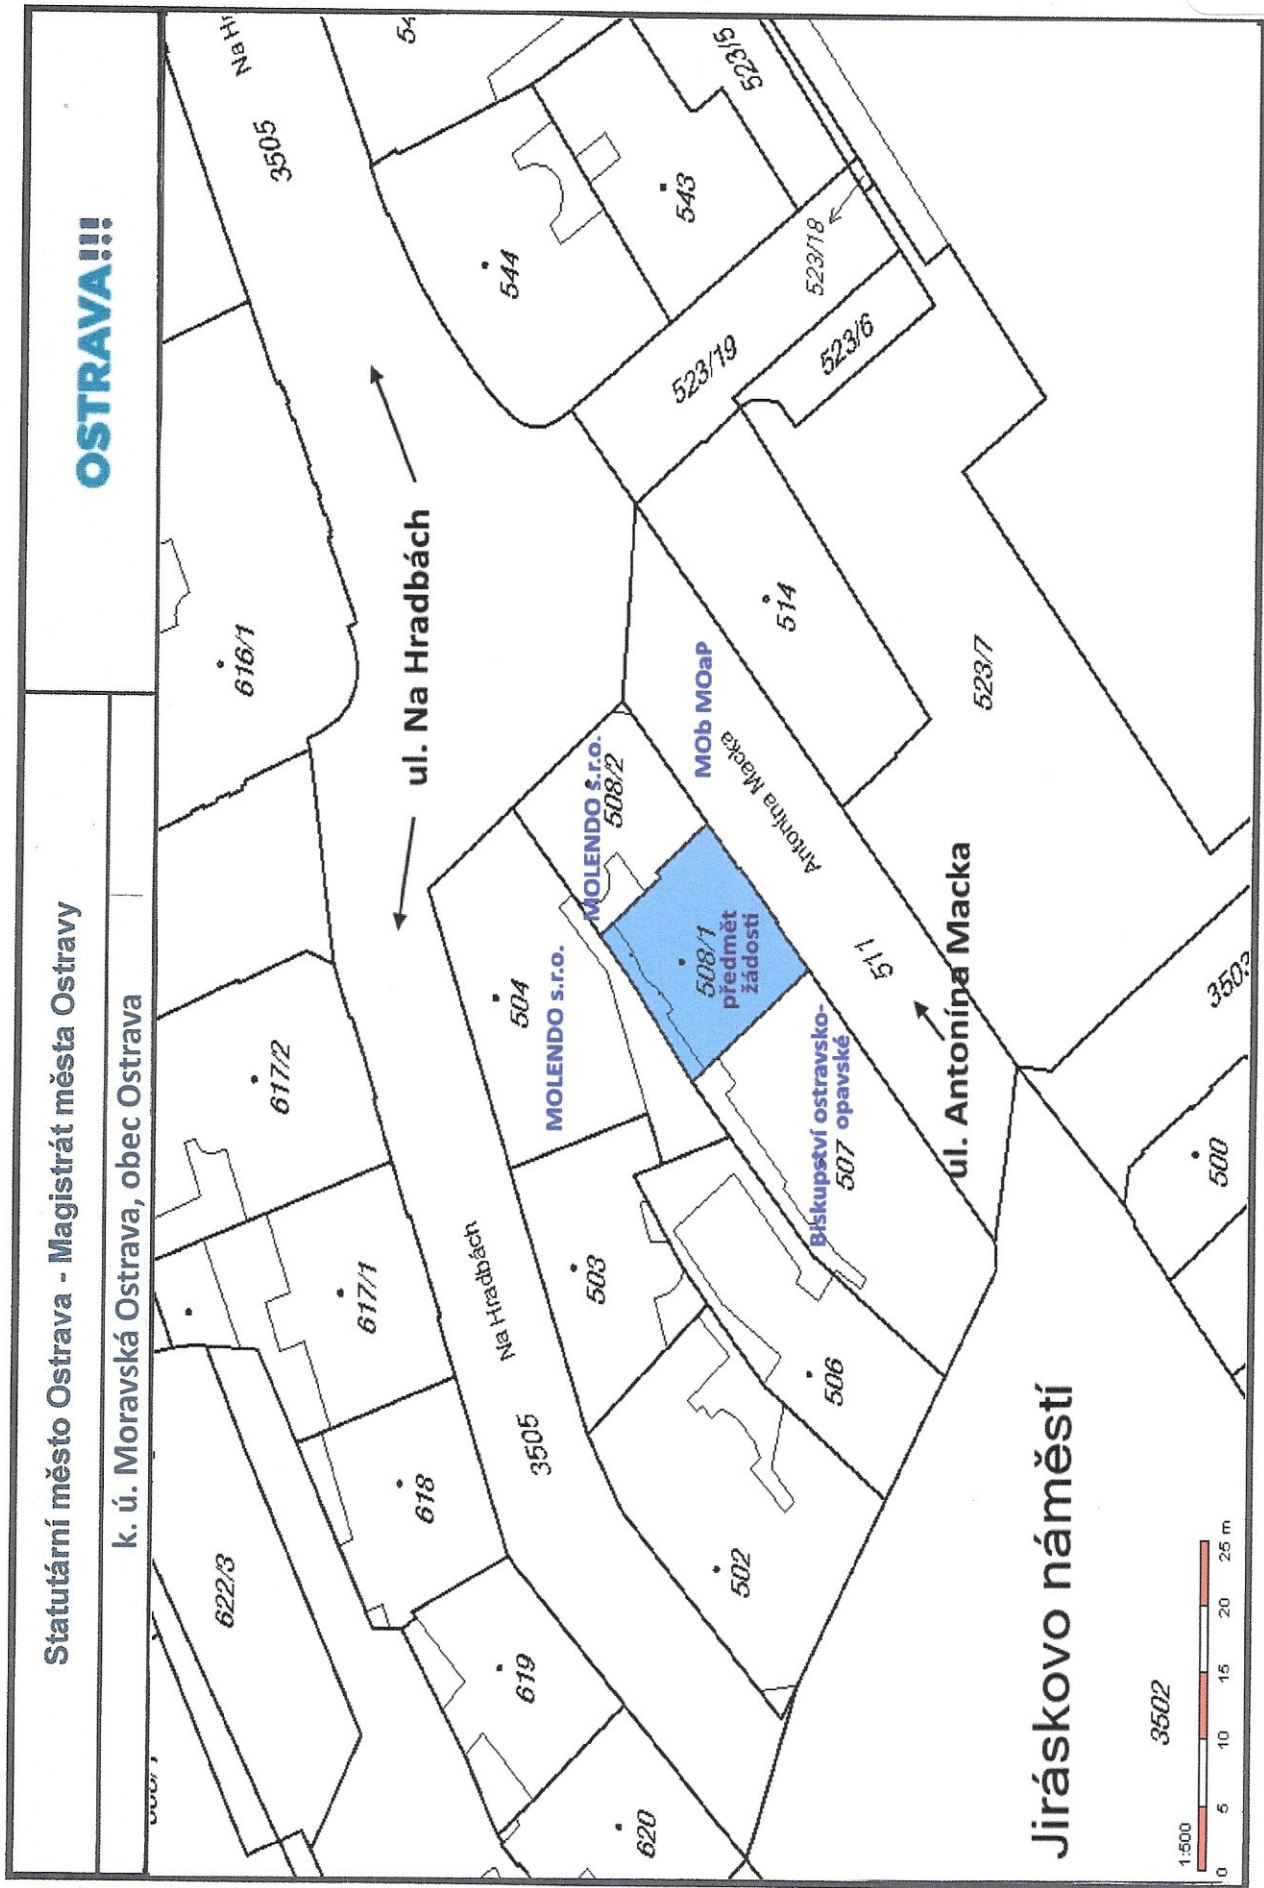 Statutární město Ostrava - Magistrát města Ostravy
k. ú. Moravská Ostrava, obec Ostrava
OSTRAVA!!!
622/3
616/1
Na H
3505
617/2
617/1
618
ul. Na Hradbách
54
544
Na Hradbách
3505
504
619
503
MOLENDO s.r.o.
MOLENDO s.r.o.
508/2
620
543
508/1
předmět
žádosti
MOb MOaP
523/19
523/5
502
Antonína Macka
514
506
Biskupství ostravsko-
opavské
507
523/18
523/6
511
ul. Antonína Macka
523/7
Jiráskovo náměstí
3502
500
1:500
0 5 10 15 20 25 m